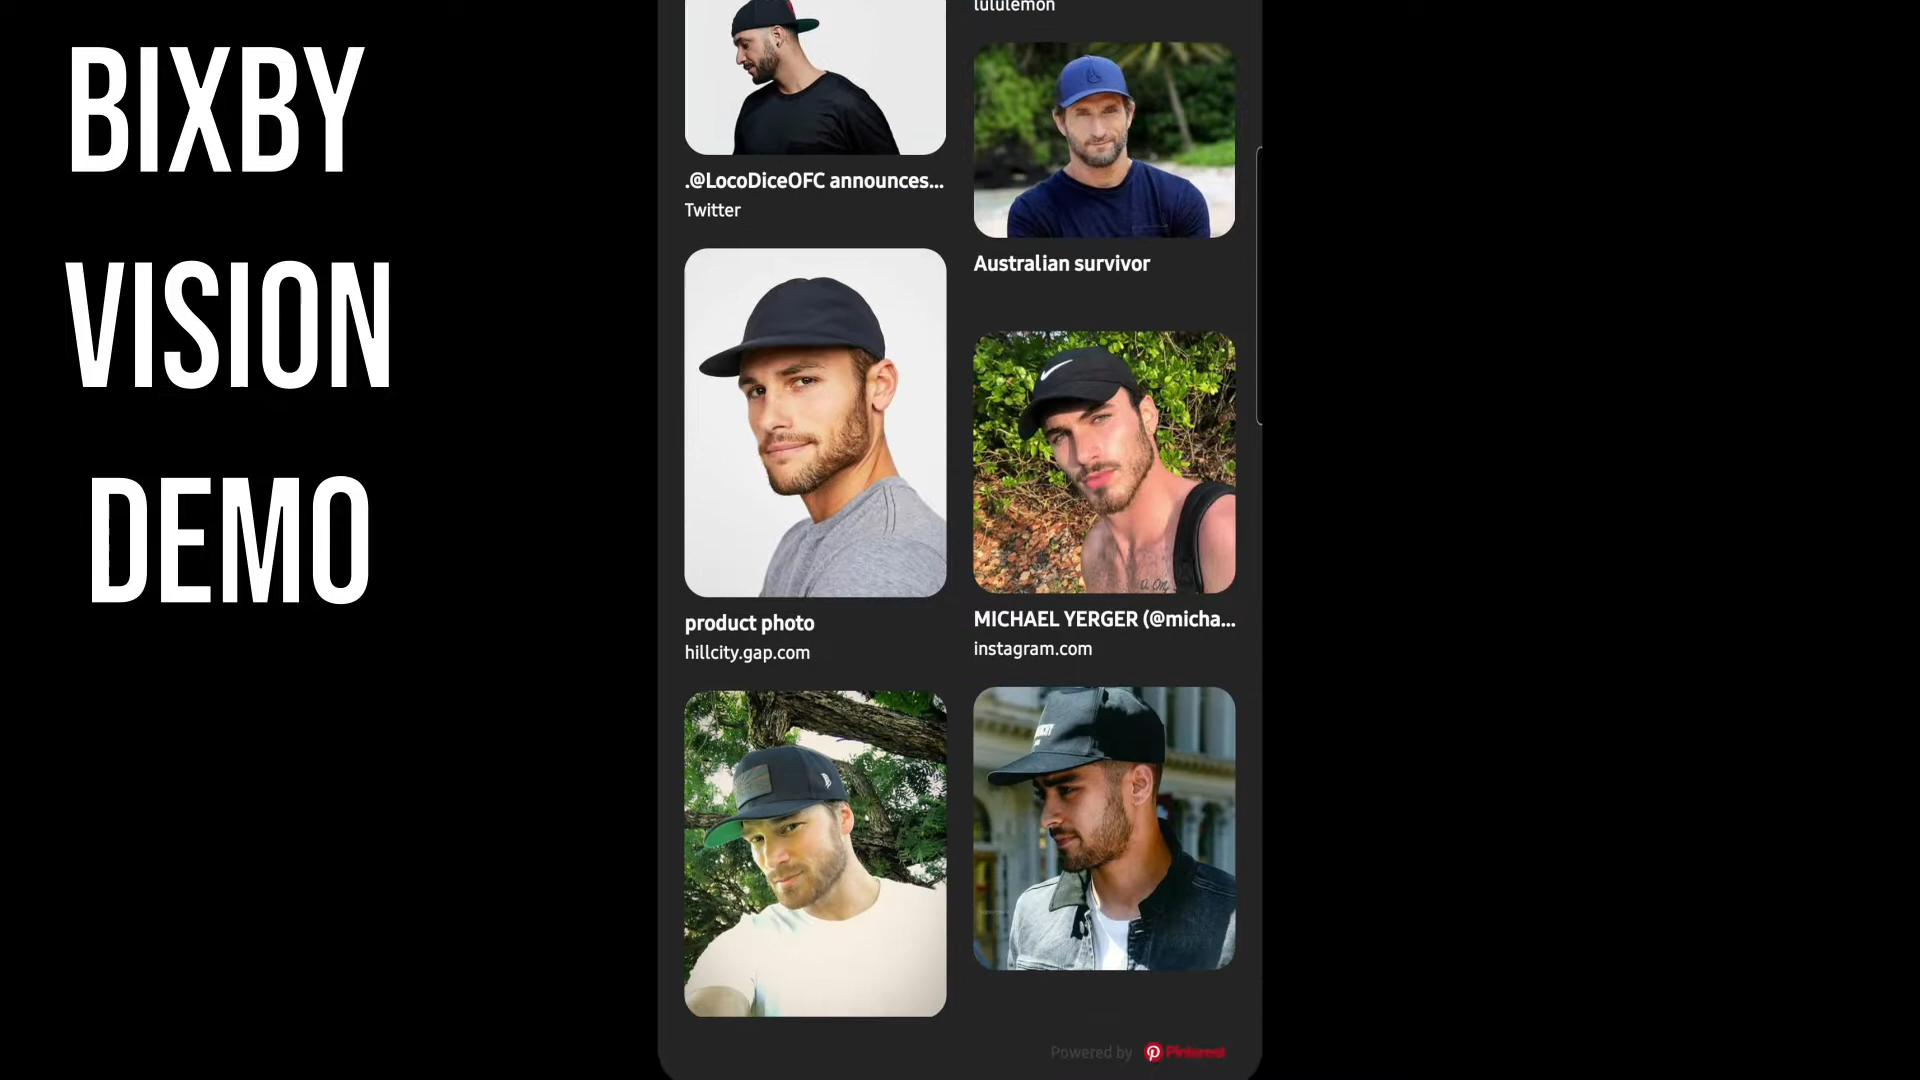 BIXBY
VISION
DEMO
lululemon
.@LocoDiceOFC announces...
Twitter
Australian survivor
product photo
hillcity.gap.com
MICHAEL YERGER (@micha...
instagram.com
Powered by Pinterest